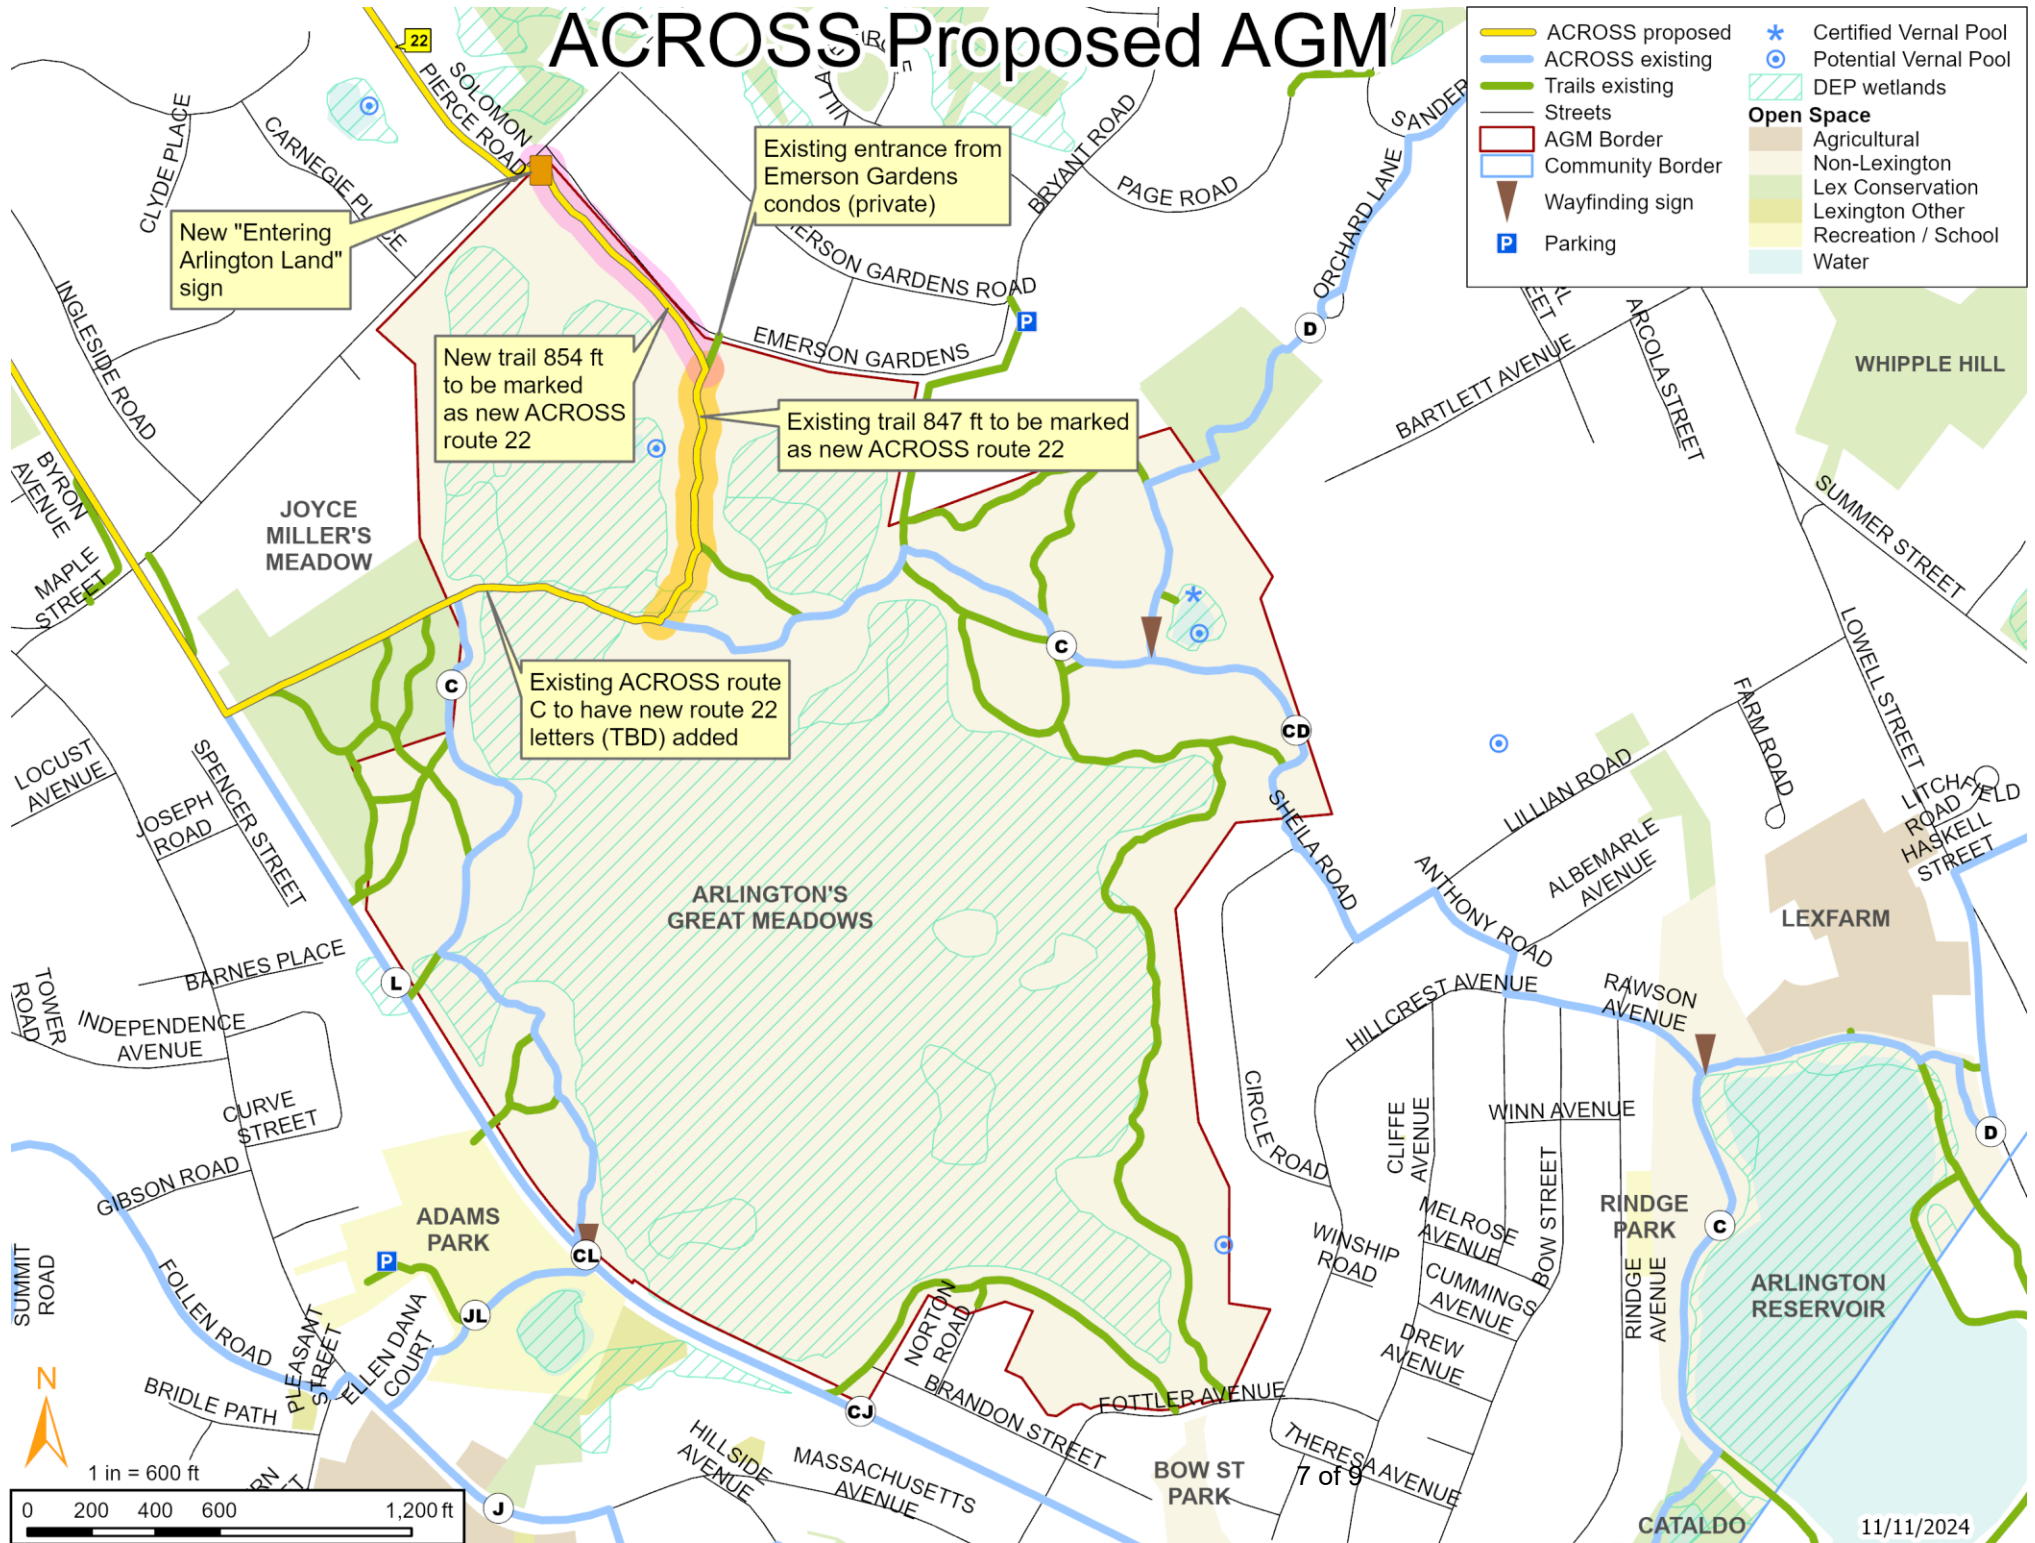 ACROSS Proposed AGM
ACROSS proposed
ACROSS existing
Trails existing
Streets
AGM Border
Community Border
Wayfinding sign
P
Parking
Certified Vernal Pool
Potential Vernal Pool
DEP wetlands
Open Space
Agricultural
Non-Lexington
Lex Conservation
Lexington Other
Recreation / School
Water
22
SOLOMON
PIERCE ROAD
CLYDE PLACE
CARNEGIE PLACE
INGLESIDE ROAD
New "Entering
Arlington Land"
sign
Existing entrance from
Emerson Gardens
condos (private)
BRYANT ROAD
PAGE ROAD
ORCHARD LANE
SANDER
EMERSON GARDENS ROAD
EMERSON GARDENS
P
D
New trail 854 ft
to be marked
as new ACROSS
route 22
Existing trail 847 ft to be marked
as new ACROSS route 22
BARTLETT AVENUE
ARCOLA STREET
WHIPPLE HILL
SUMMER STREET
LOWELL STREET
BYRON
AVENUE
MAPLE
STREET
JOYCE
MILLER'S
MEADOW
C
C
CD
Existing ACROSS route
C to have new route 22
letters (TBD) added
LOCUST
AVENUE
SPENCER STREET
JOSEPH
ROAD
SHEILA ROAD
LILLIAN ROAD
FARM ROAD
ALBEMARLE
AVENUE
ANTHONY ROAD
LITCHFIELD
ROAD
HASKELL
STREET
LEXFARM
ARLINGTON'S
GREAT MEADOWS
BARNES PLACE
L
TOWER
ROAD
INDEPENDENCE
AVENUE
CURVE
STREET
GIBSON ROAD
HILLCREST AVENUE
RAWSON
AVENUE
CIRCLE ROAD
CLIFFE
AVENUE
WINN AVENUE
BOW STREET
D
ADAMS
PARK
P
CL
JL
MELROSE
AVENUE
WINSHIP
ROAD
CUMMINGS
AVENUE
DREW
AVENUE
RINDGE
PARK
C
RINDGE
AVENUE
ARLINGTON
RESERVOIR
SUMMIT
ROAD
FOLLEN ROAD
PLEASANT
STREET
ELLEN DANA
COURT
BRIDLE PATH
NORTON
ROAD
BRANDON STREET
FOTTLER AVENUE
CJ
HILLSIDE
AVENUE
MASSACHUSETTS
AVENUE
THERESA AVENUE
BOW ST
PARK
7 of 9
CATALDO
11/11/2024
J
N
1 in = 600 ft
0 200 400 600 1,200 ft